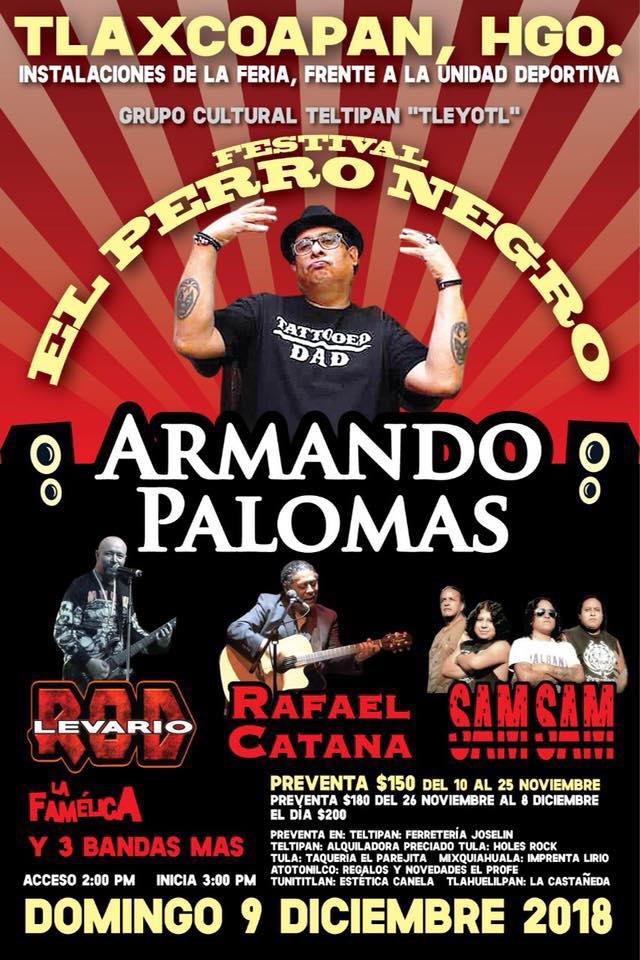 TLAXCOAPAN, HGO.
INSTALACIONES DE LA FERIA, FRENTE A LA UNIDAD DEPORTIVA
GRUPO CULTURAL TELTIPAN "TLEYOTL"
FESTIVAL
EL PERRO NEGRO
TATTOOED
DAD
ARMANDO
PALOMAS
ROD
LEVARIO
RAFAEL
CATANA
SAM SAM
LA
FAMÉLICA
Y 3 BANDAS MAS
ACCESO 2:00 PM INICIA 3:00 PM
PREVENTA $150 DEL 10 AL 25 NOVIEMBRE
PREVENTA $180 DEL 26 NOVIEMBRE AL 8 DICIEMBRE
EL DÍA $200
PREVENTA EN: TELTIPAN: FERRETERÍA JOSELIN
TELTIPAN: ALQUILADORA PRECIADO TULA: HOLES ROCK
TULA: TAQUERIA EL PAREJITA MIXQUIAHUALA: IMPRENTA LIRIO
ATOTONILCO: REGALOS Y NOVEDADES EL PROFE
TUNITITLAN: ESTÉTICA CANELA TLAHUELILPAN: LA CASTAÑEDA
DOMINGO 9 DICIEMBRE 2018